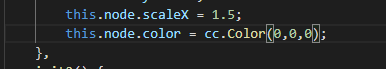 this.node.scaleX = 1.5;
this.node.color = cc.Color(0,0,0);
},